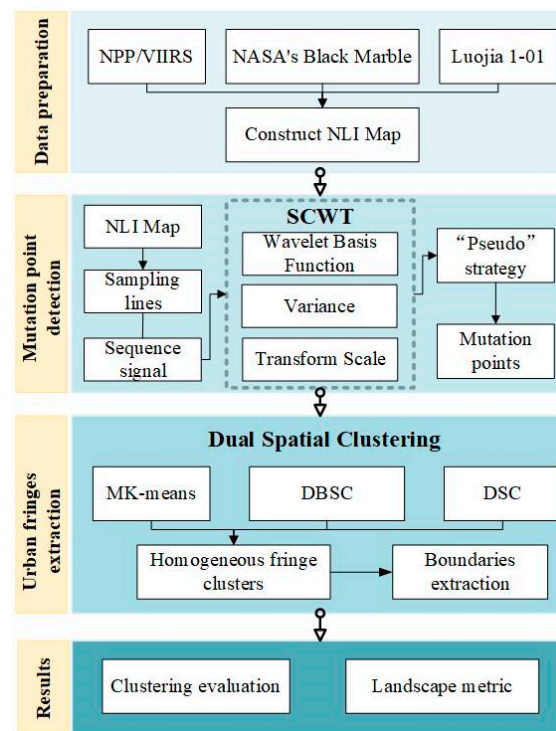 Data preparation
NPP/VIIRS
NASA's Black Marble
Luojia 1-01
Construct NLI Map
Mutation point
detection
NLI Map
Sampling
lines
Sequence
signal
SCWT
Wavelet Basis
Function
Variance
Transform Scale
“Pseudo”
strategy
Mutation
points
Urban fringes
extraction
Dual Spatial Clustering
MK-means
DBSC
DSC
Homogeneous fringe
clusters
Boundaries
extraction
Results
Clustering evaluation
Landscape metric